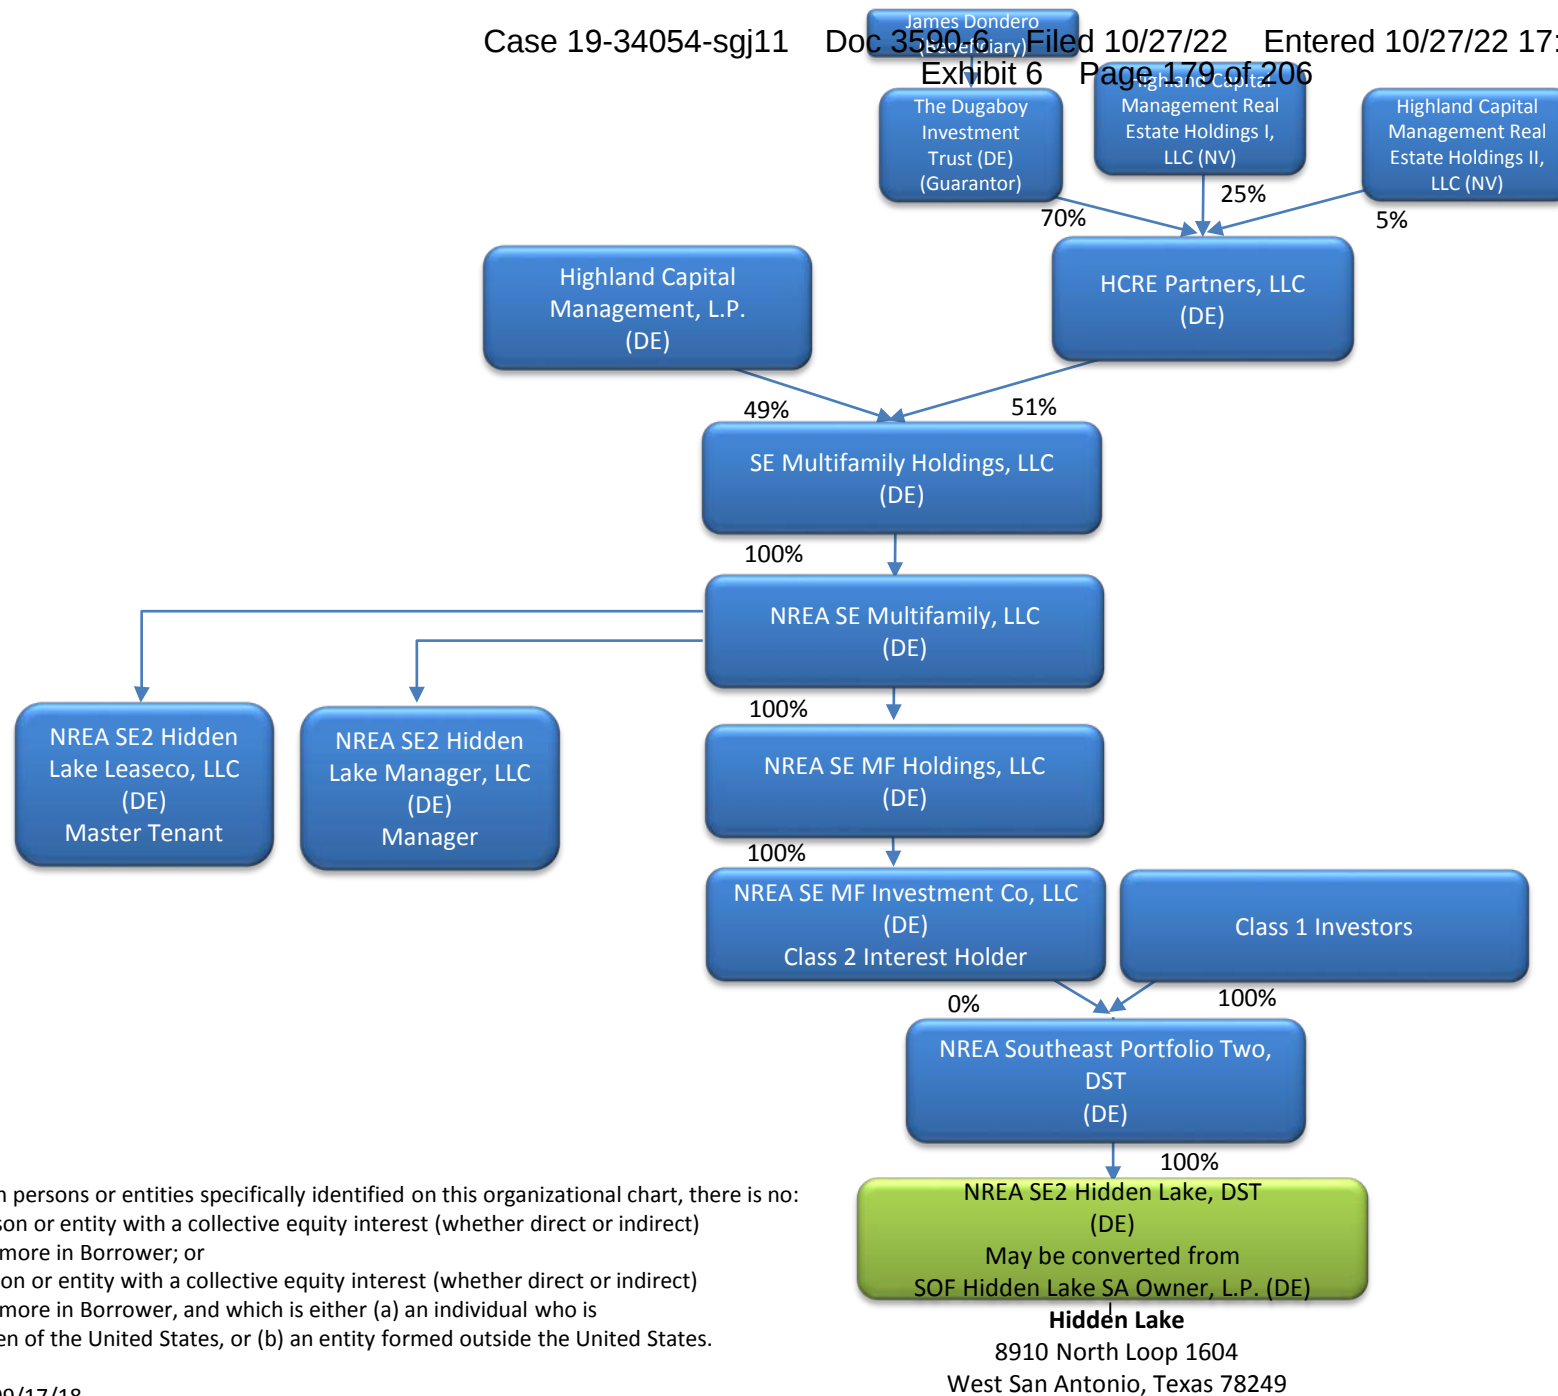 James Dondero
(Beneficiary)
Case 19-34054-sgj11 Doc 3590-6 Filed 10/27/22 Entered 10/27/22 17:
Exhibit 6 Page 179 of 206
The Dugaboy
Investment
Trust (DE)
(Guarantor)
Highland Capital
Management Real
Estate Holdings I,
LLC (NV)
Highland Capital
Management Real
Estate Holdings II,
LLC (NV)
70%
25%
5%
Highland Capital
Management, L.P.
(DE)
HCRE Partners, LLC
(DE)
49%
51%
SE Multifamily Holdings, LLC
(DE)
100%
NREA SE Multifamily, LLC
(DE)
100%
NREA SE2 Hidden
Lake Leaseco, LLC
(DE)
Master Tenant
NREA SE2 Hidden
Lake Manager, LLC
(DE)
Manager
NREA SE MF Holdings, LLC
(DE)
100%
NREA SE MF Investment Co, LLC
(DE)
Class 2 Interest Holder
Class 1 Investors
0%
100%
NREA Southeast Portfolio Two,
DST
(DE)
100%
NREA SE2 Hidden Lake, DST
(DE)
May be converted from
SOF Hidden Lake SA Owner, L.P. (DE)
Hidden Lake
8910 North Loop 1604
West San Antonio, Texas 78249
n persons or entities specifically identified on this organizational chart, there is no:
son or entity with a collective equity interest (whether direct or indirect)
more in Borrower; or
on or entity with a collective equity interest (whether direct or indirect)
more in Borrower, and which is either (a) an individual who is
en of the United States, or (b) an entity formed outside the United States.
09/17/18